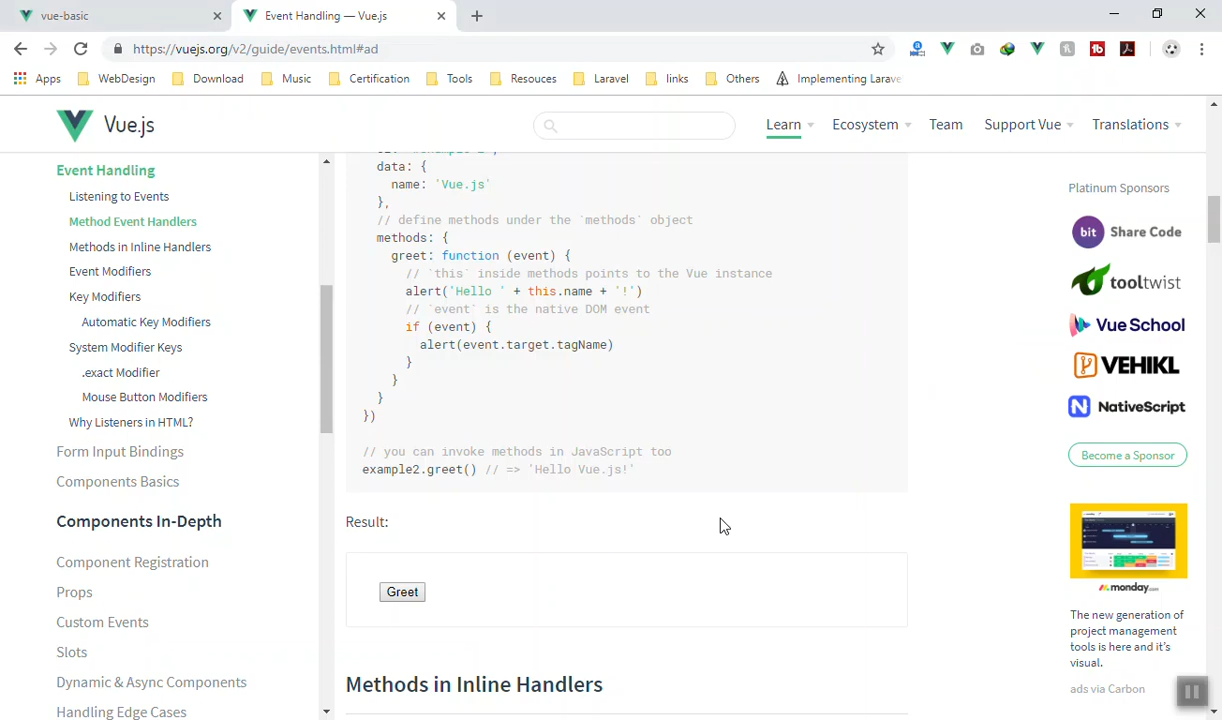 vue-basic
Event Handling — Vue.js
https://vuejs.org/v2/guide/events.html#ad
Apps
WebDesign
Download
Music
Certification
Tools
Resouces
Laravel
links
Others
Implementing Larave
Vue.js
Learn
Ecosystem
Team
Support Vue
Translations
Event Handling
Listening to Events
Method Event Handlers
Methods in Inline Handlers
Event Modifiers
Key Modifiers
Automatic Key Modifiers
System Modifier Keys
.exact Modifier
Mouse Button Modifiers
Why Listeners in HTML?
Form Input Bindings
Components Basics
Components In-Depth
Component Registration
Props
Custom Events
Slots
Dynamic & Async Components
Handling Edge Cases
data: {
name: 'Vue.js'
},
// define methods under the `methods` object
methods: {
greet: function (event) {
// `this` inside methods points to the Vue instance
alert('Hello ' + this.name + '!')
// `event` is the native DOM event
if (event) {
alert(event.target.tagName)
}
}
}
})
// you can invoke methods in JavaScript too
example2.greet() // => 'Hello Vue.js!'
Result:
Greet
Methods in Inline Handlers
Platinum Sponsors
bit Share Code
tooltwist
Vue School
VEHIKL
NativeScript
Become a Sponsor
monday.com
The new generation of
project management
tools is here and it's
visual.
ads via Carbon